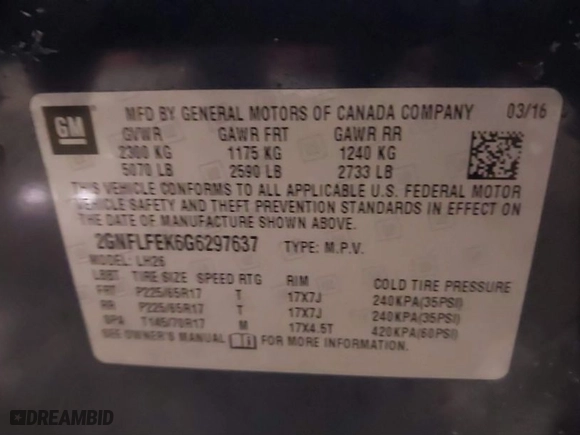 GM
MFD BY GENERAL MOTORS OF CANADA COMPANY 03/16
GVWR GAWR FRT GAWR RR
2300 KG 1175 KG 1240 KG
5070 LB 2590 LB 2733 LB
THIS VEHICLE CONFORMS TO ALL APPLICABLE U.S. FEDERAL MOTOR
VEHICLE SAFETY AND THEFT PREVENTION STANDARDS IN EFFECT ON
THE DATE OF MANUFACTURE SHOWN ABOVE.
2GNFLFEK6G6297637 TYPE: M.P.V.
MODEL: LH26
LBBT TIRE SIZE SPEED RTG RIM COLD TIRE PRESSURE
FRT P225/65R17 T 17X7J 240KPA(35PSI)
RR P225/65R17 T 17X7J 240KPA(35PSI)
SPA T145/70R17 M 17X4.5T 420KPA(60PSI)
SEE OWNER'S MANUAL FOR MORE INFORMATION.
DREAMBID